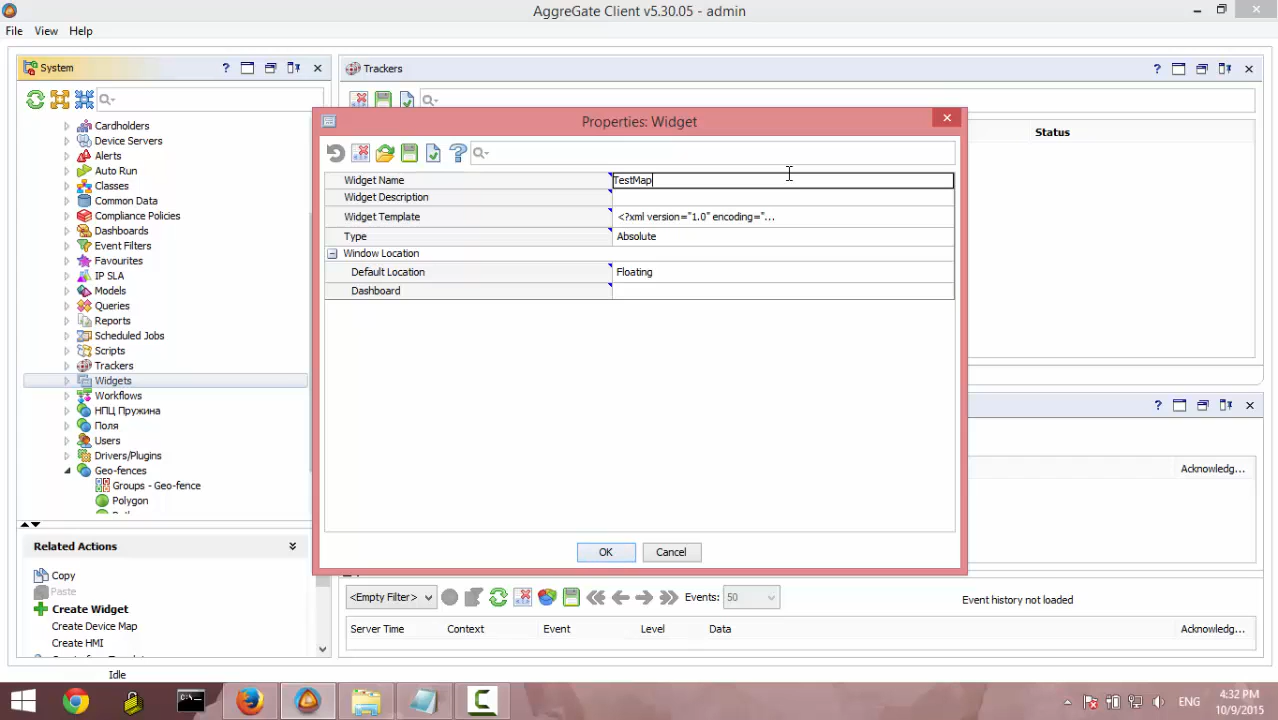 AggreGate Client v5.30.05 - admin
File View Help
System
Trackers
Status
Cardholders
Device Servers
Alerts
Auto Run
Classes
Common Data
Compliance Policies
Dashboards
Event Filters
Favourites
IP SLA
Models
Queries
Reports
Scheduled Jobs
Scripts
Trackers
Widgets
Workflows
НПЦ Пружина
Поля
Users
Drivers/Plugins
Geo-fences
Groups - Geo-fence
Polygon
Related Actions
Copy
Paste
Create Widget
Create Device Map
Create HMI
Properties: Widget
Widget Name TestMap
Widget Description
Widget Template <?xml version="1.0" encoding="...
Type Absolute
Window Location
Default Location Floating
Dashboard
OK Cancel
Acknowledg...
<Empty Filter> Events: 50 Event history not loaded
Server Time Context Event Level Data Acknowledg...
Idle
ENG
4:32 PM
10/9/2015